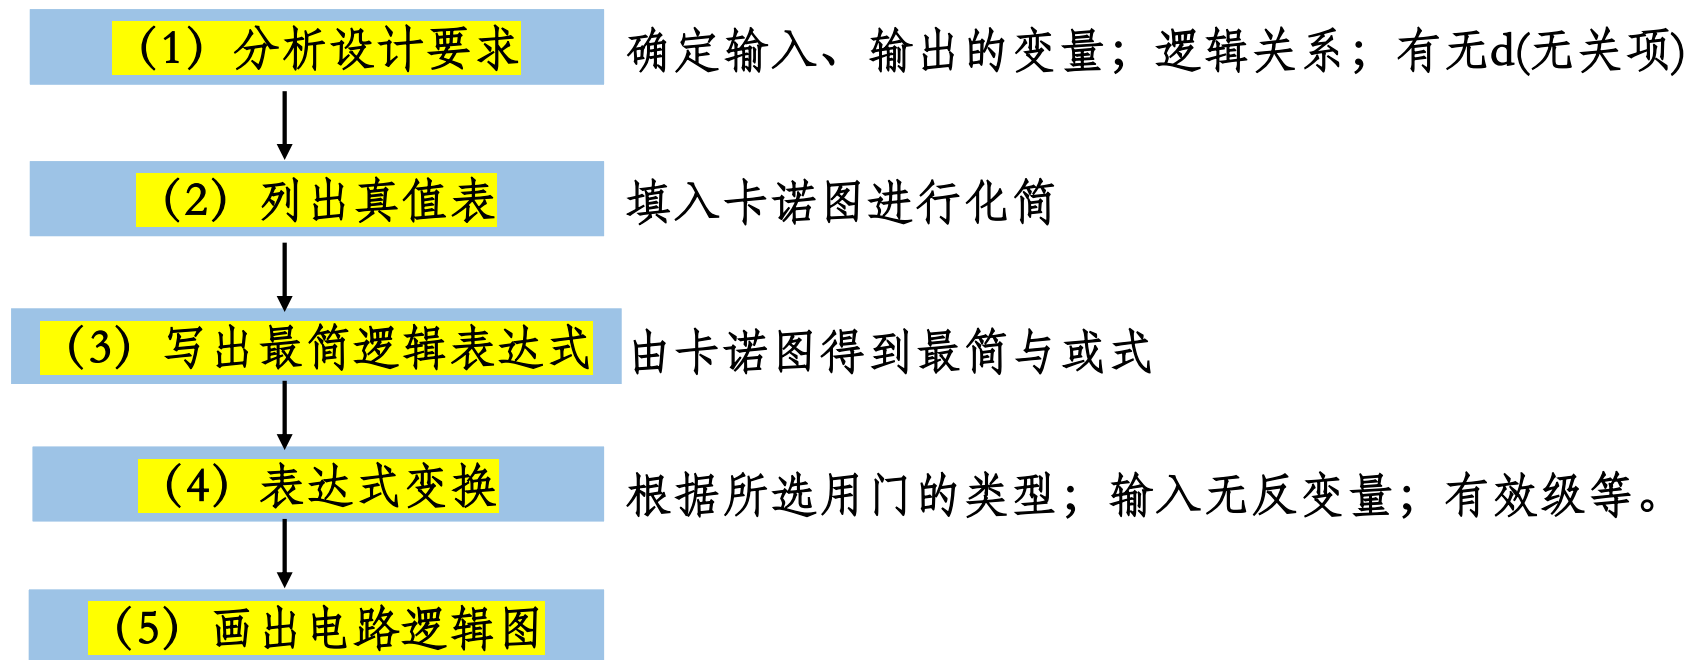 （1）分析设计要求
确定输入、输出的变量；逻辑关系；有无d(无关项)
（2）列出真值表
填入卡诺图进行化简
（3）写出最简逻辑表达式
由卡诺图得到最简与或式
（4）表达式变换
根据所选用门的类型；输入无反变量；有效级等。
（5）画出电路逻辑图